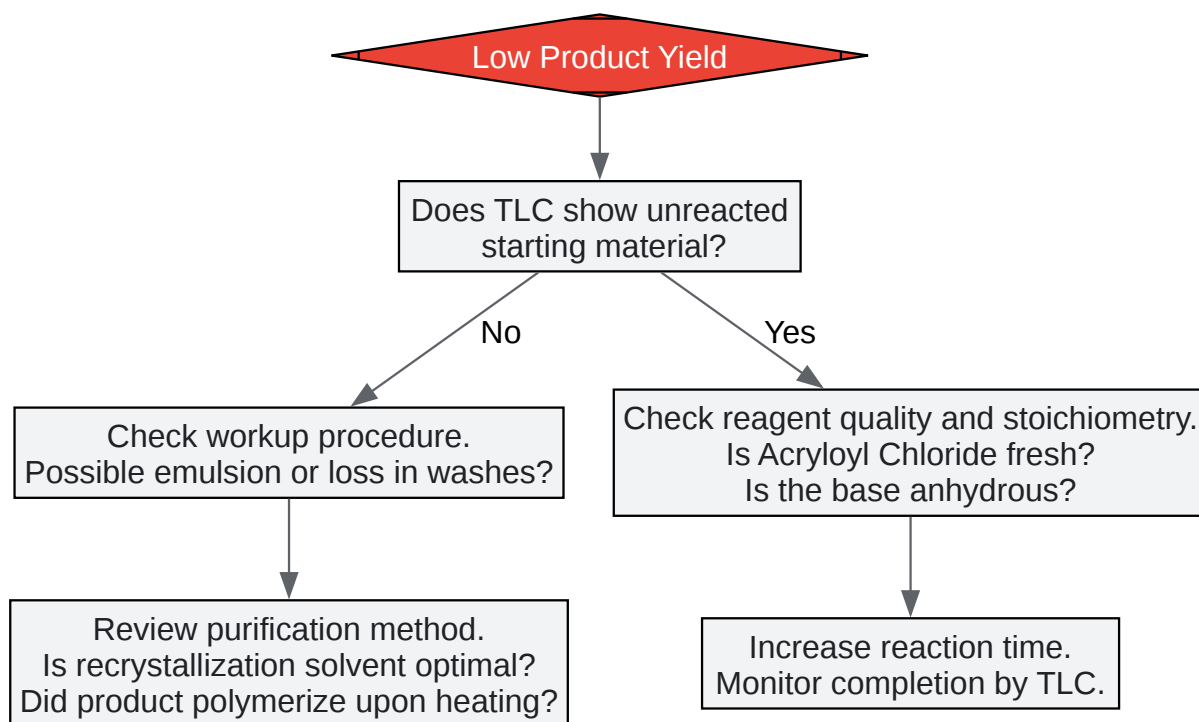 Low Product Yield
Does TLC show unreacted
starting material?
No
Yes
Check workup procedure.
Possible emulsion or loss in washes?
Check reagent quality and stoichiometry.
Is Acryloyl Chloride fresh?
Is the base anhydrous?
Review purification method.
Is recrystallization solvent optimal?
Did product polymerize upon heating?
Increase reaction time.
Monitor completion by TLC.